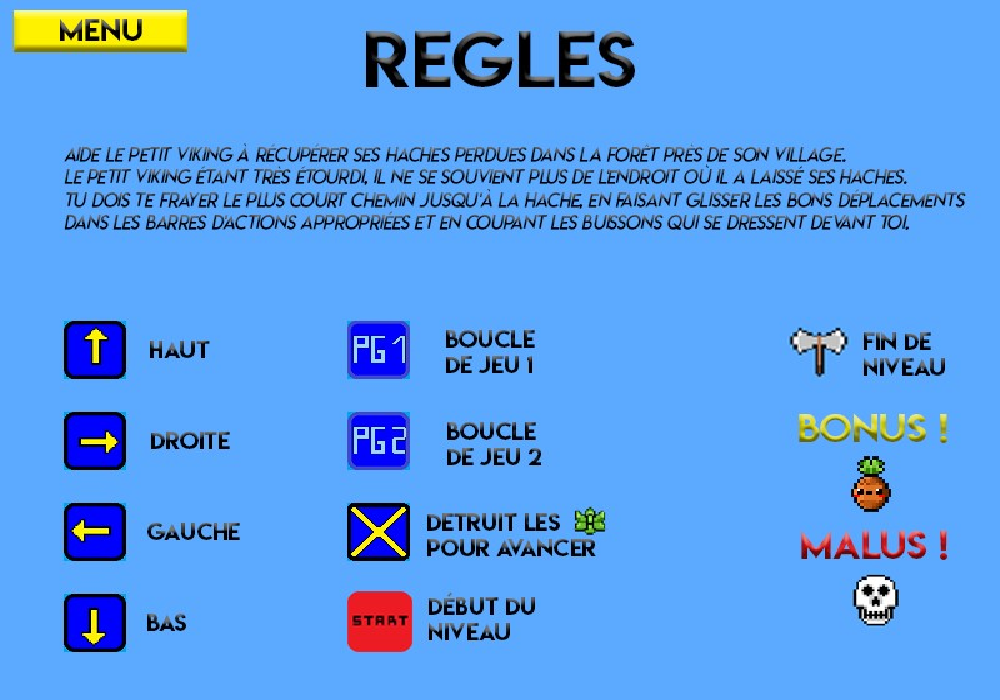 MENU
REGLES
AIDE LE PETIT VIKING À RÉCUPÉRER SES HACHES PERDUES DANS LA FORÊT PRÈS DE SON VILLAGE.
LE PETIT VIKING ÉTANT TRÈS ÉTOURDI, IL NE SE SOUVIENT PLUS DE L'ENDROIT OÙ IL A LAISSÉ SES HACHES.
TU DOIS TE FRAYER LE PLUS COURT CHEMIN JUSQU'À LA HACHE, EN FAISANT GLISSER LES BONS DÉPLACEMENTS
DANS LES BARRES D'ACTIONS APPROPRIÉES ET EN COUPANT LES BUISSONS QUI SE DRESSENT DEVANT TOI.
HAUT
DROITE
GAUCHE
BAS
PG 1
BOUCLE
DE JEU 1
PG 2
BOUCLE
DE JEU 2
DETRUIT LES
POUR AVANCER
START
DÉBUT DU
NIVEAU
FIN DE
NIVEAU
BONUS !
MALUS !